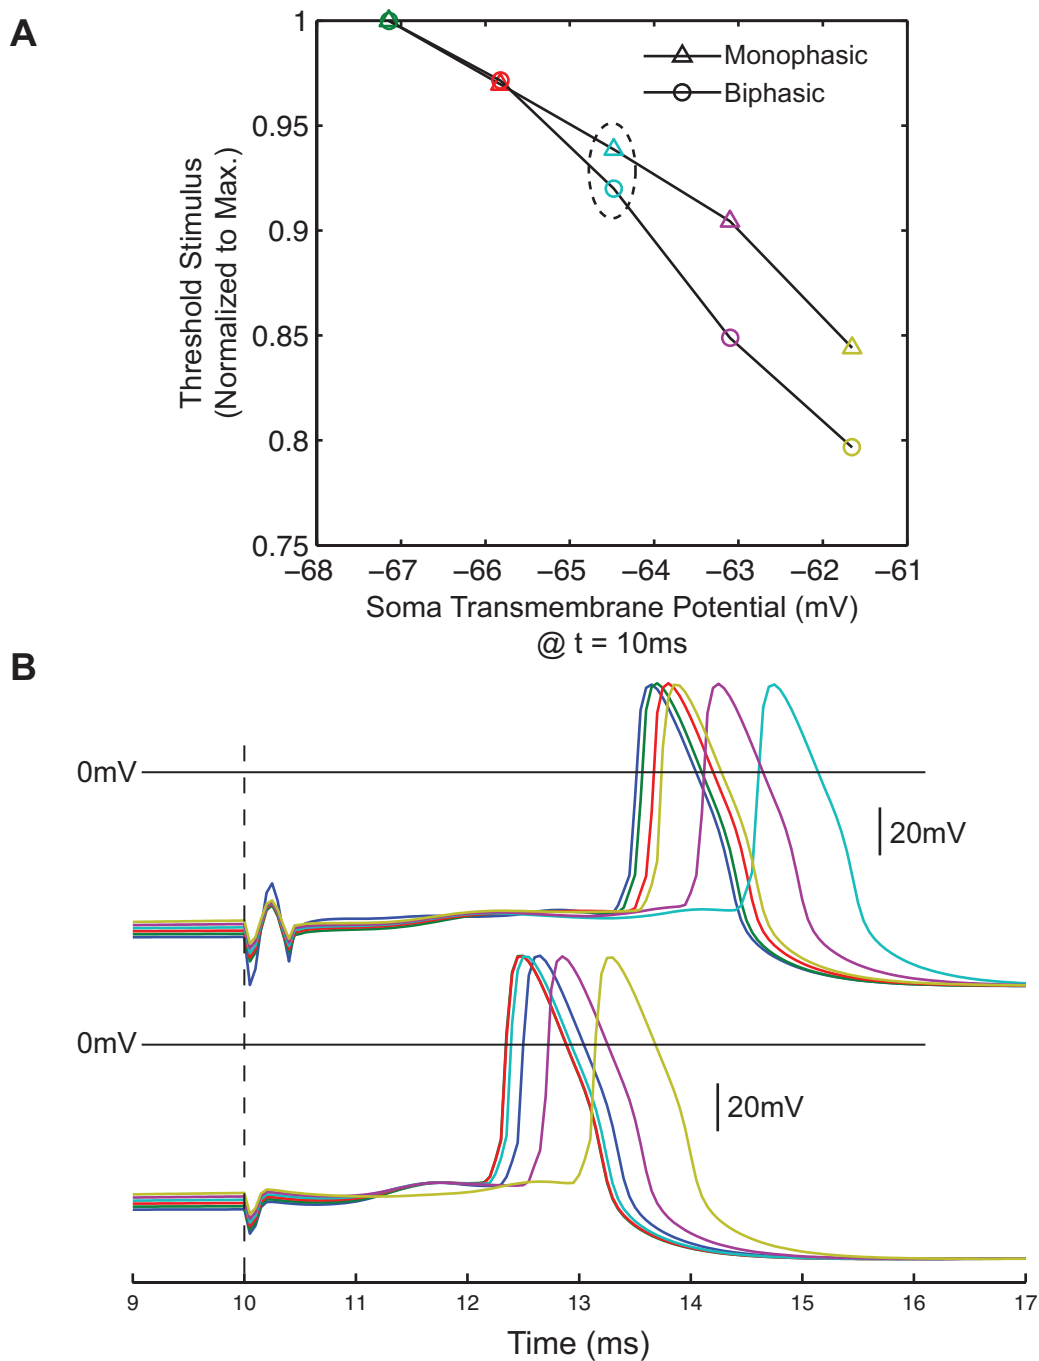 A
1
0.95
0.9
0.85
0.8
0.75
Threshold Stimulus
(Normalized to Max.)
Monophasic
Biphasic
−68 −67 −66 −65 −64 −63 −62 −61
Soma Transmembrane Potential (mV)
@ t = 10ms
B
0mV
20mV
0mV
20mV
9 10 11 12 13 14 15 16 17
Time (ms)